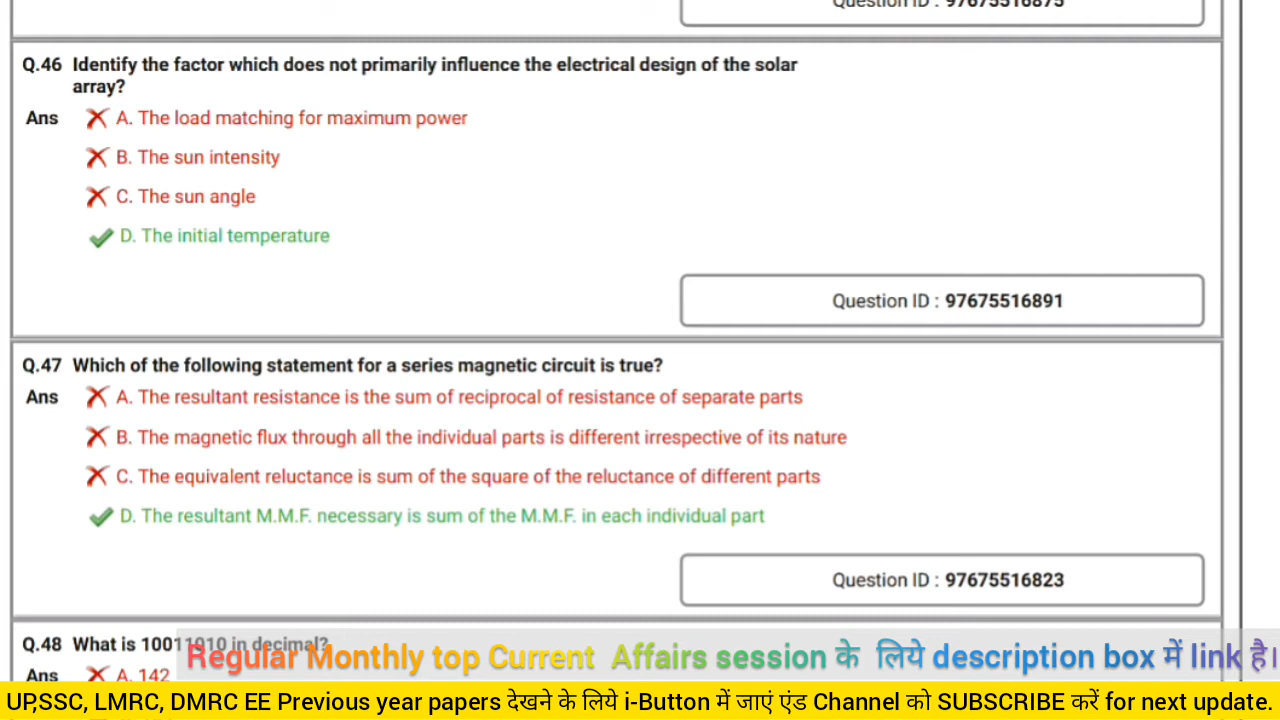 Question ID : 97675516875
Q.46 Identify the factor which does not primarily influence the electrical design of the solar
array?
Ans A. The load matching for maximum power
B. The sun intensity
C. The sun angle
D. The initial temperature
Question ID : 97675516891
Q.47 Which of the following statement for a series magnetic circuit is true?
Ans A. The resultant resistance is the sum of reciprocal of resistance of separate parts
B. The magnetic flux through all the individual parts is different irrespective of its nature
C. The equivalent reluctance is sum of the square of the reluctance of different parts
D. The resultant M.M.F. necessary is sum of the M.M.F. in each individual part
Question ID : 97675516823
Q.48 What is 10011010 in decimal?
Regular Monthly top Current Affairs session के लिये description box में link है।
Ans A. 142
UP,SSC, LMRC, DMRC EE Previous year papers देखने के लिये i-Button में जाएं एंड Channel को SUBSCRIBE करें for next update.